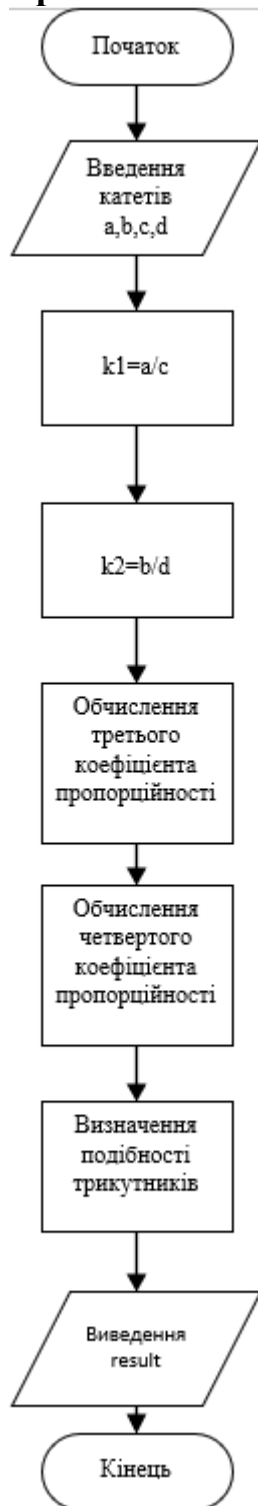 Початок
Введення
катетів
a,b,c,d
k1=a/c
k2=b/d
Обчислення
третього
коефіцієнта
пропорційності
Обчислення
четвертого
коефіцієнта
пропорційності
Визначення
подібності
трикутників
Виведення
result
Кінець